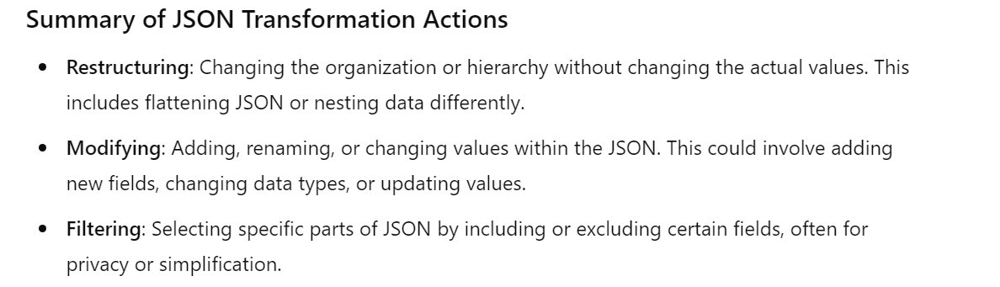 Summary of JSON Transformation Actions
• Restructuring: Changing the organization or hierarchy without changing the actual values. This
includes flattening JSON or nesting data differently.
• Modifying: Adding, renaming, or changing values within the JSON. This could involve adding
new fields, changing data types, or updating values.
• Filtering: Selecting specific parts of JSON by including or excluding certain fields, often for
privacy or simplification.